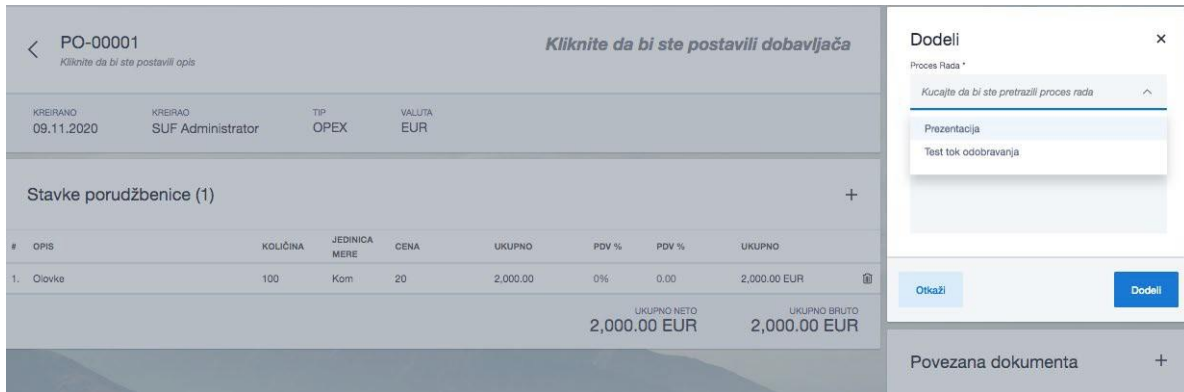 PO-00001
Kliknite da bi ste postavili opis
Kliknite da bi ste postavili dobavljača
KREIRANO KREIRAO TIP VALUTA
09.11.2020 SUF Administrator OPEX EUR
Stavke porudžbenice (1)
# OPIS KOLIČINA JEDINICA MERE CENA UKUPNO PDV % PDV % UKUPNO
1. Olovke 100 Kom 20 2,000.00 0% 0.00 2,000.00 EUR
UKUPNO NETO UKUPNO BRUTO
2,000.00 EUR 2,000.00 EUR
Dodeli
Proces Rada *
Kucajte da bi ste pretrazili proces rada
Prezentacija
Test tok odobravanja
Otkaži Dodeli
Povezana dokumenta